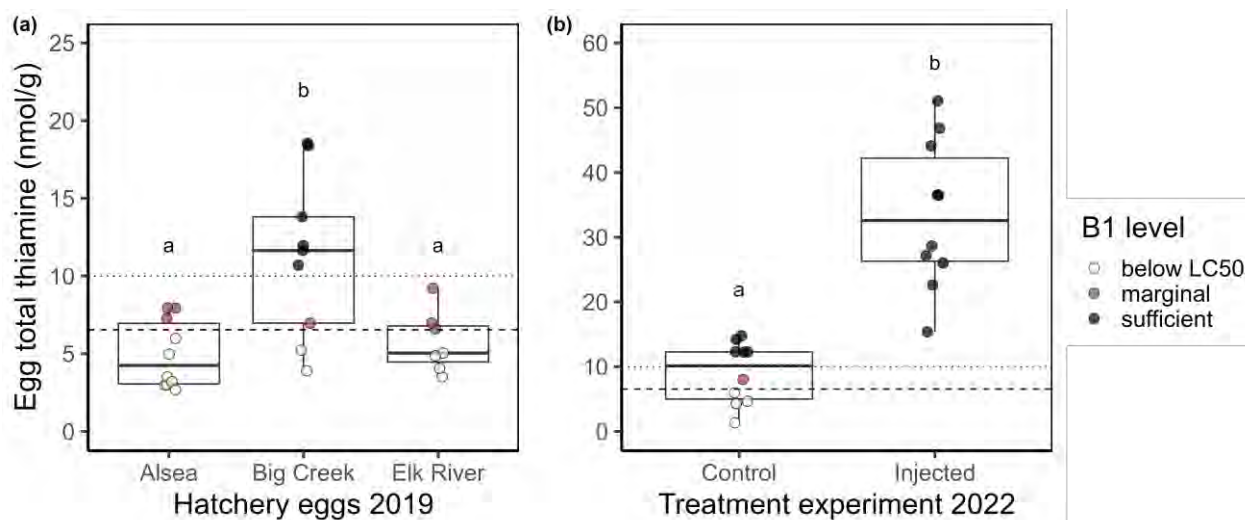 (a)
Egg total thiamine (nmol/g)
25
20
15
10
5
0
a
b
a
Alsea
Big Creek
Elk River
Hatchery eggs 2019
(b)
60
50
40
30
20
10
0
a
b
Control
Injected
Treatment experiment 2022
B1 level
below LC50
marginal
sufficient